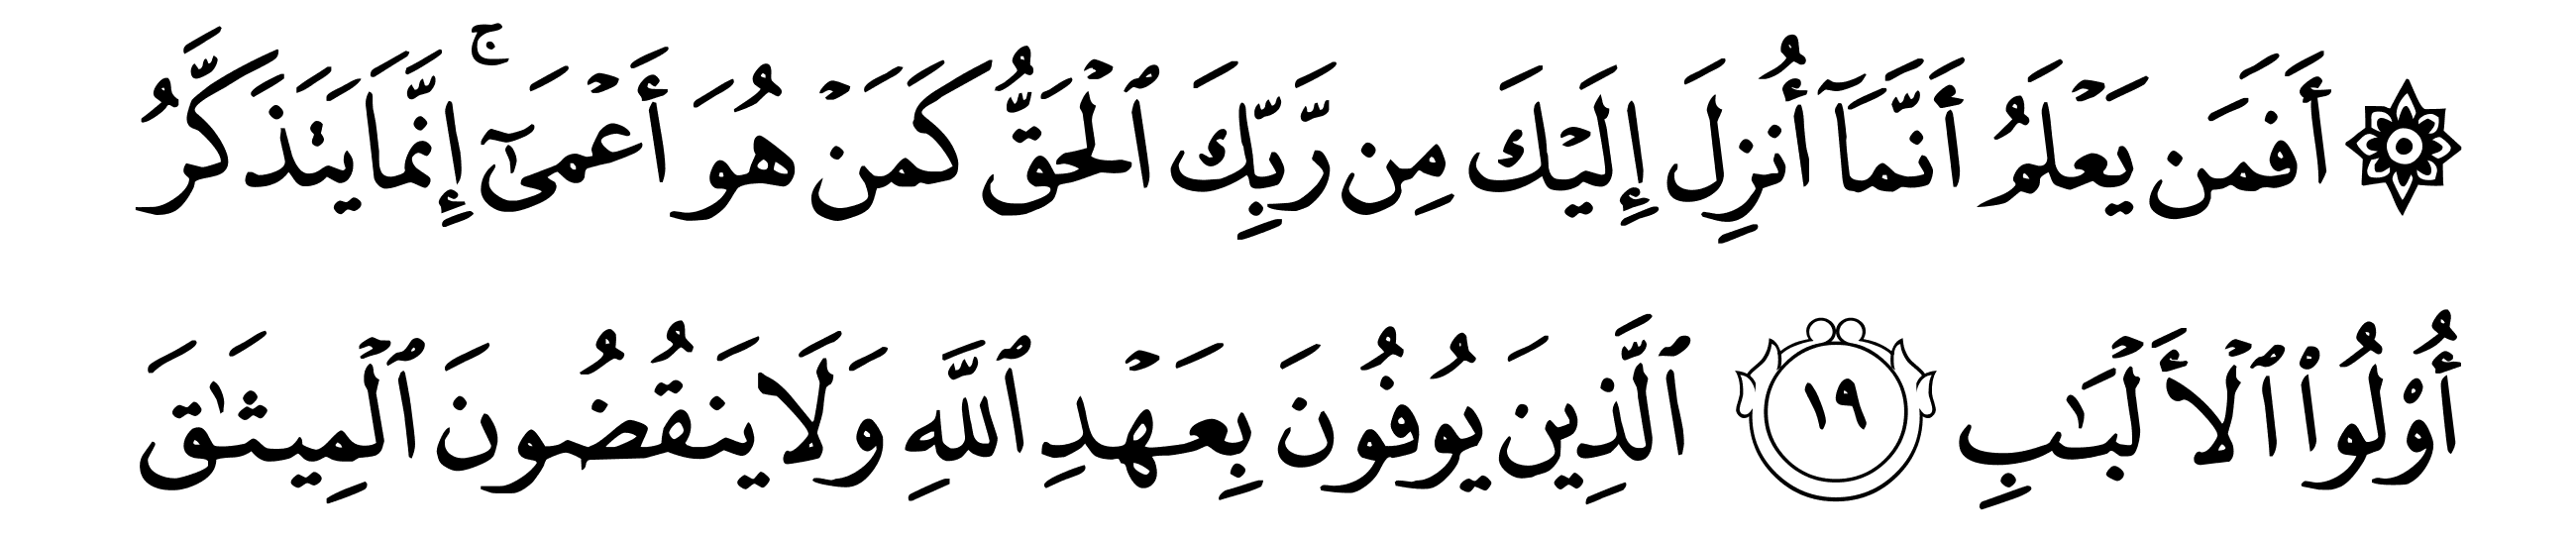 ۞ أَفَمَن يَعۡلَمُ أَنَّمَآ أُنزِلَ إِلَيۡكَ مِن رَّبِّكَ ٱلۡحَقُّ كَمَنۡ هُوَ أَعۡمَىٰٓۚ إِنَّمَا يَتَذَكَّرُ
أُوْلُواْ ٱلۡأَلۡبَٰبِ ١٩ ٱلَّذِينَ يُوفُونَ بِعَهۡدِ ٱللَّهِ وَلَا يَنقُضُونَ ٱلۡمِيثَٰقَ